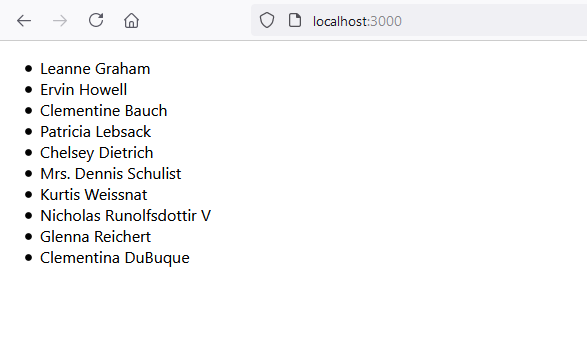 localhost:3000
Leanne Graham
Ervin Howell
Clementine Bauch
Patricia Lebsack
Chelsey Dietrich
Mrs. Dennis Schulist
Kurtis Weissnat
Nicholas Runolfsdottir V
Glenna Reichert
Clementina DuBuque